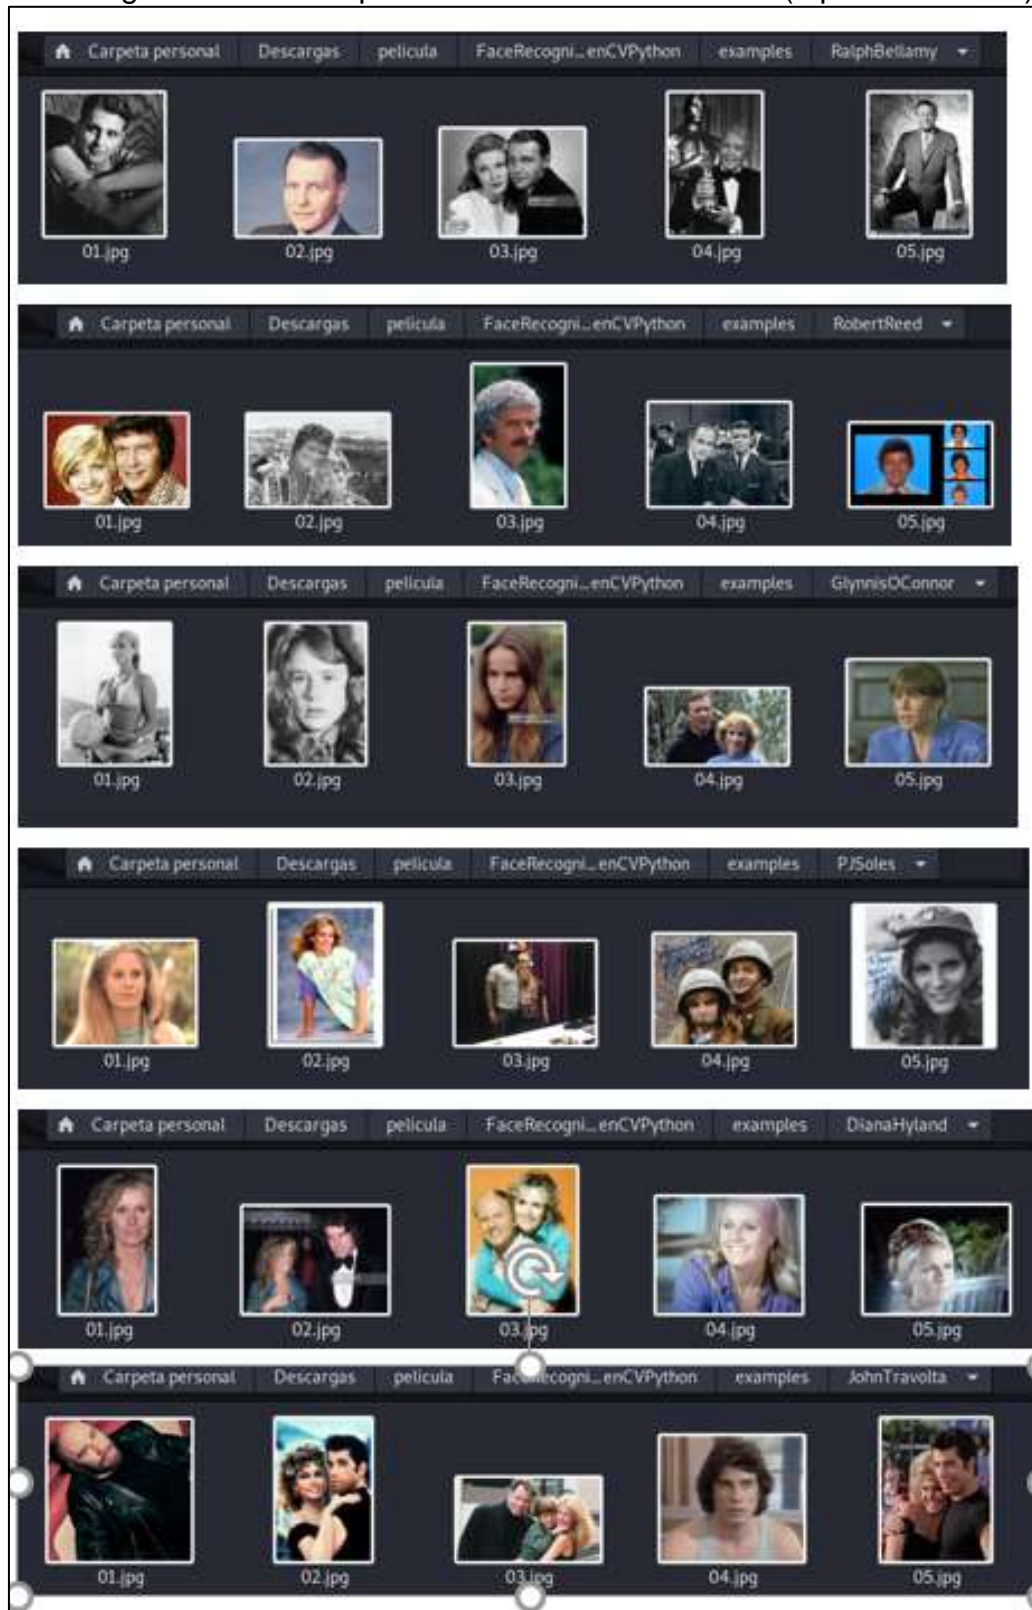 Carpeta personal Descargas pelicula FaceRecogni...enCVPython examples RalphBellamy
01.jpg 02.jpg 03.jpg 04.jpg 05.jpg
Carpeta personal Descargas pelicula FaceRecogni...enCVPython examples RobertReed
01.jpg 02.jpg 03.jpg 04.jpg 05.jpg
Carpeta personal Descargas pelicula FaceRecogni...enCVPython examples GlynnisOConnor
01.jpg 02.jpg 03.jpg 04.jpg 05.jpg
Carpeta personal Descargas pelicula FaceRecogni...enCVPython examples PJSoles
01.jpg 02.jpg 03.jpg 04.jpg 05.jpg
Carpeta personal Descargas pelicula FaceRecogni...enCVPython examples DianaHyland
01.jpg 02.jpg 03.jpg 04.jpg 05.jpg
Carpeta personal Descargas pelicula FaceRecogni...enCVPython examples JohnTravolta
01.jpg 02.jpg 03.jpg 04.jpg 05.jpg